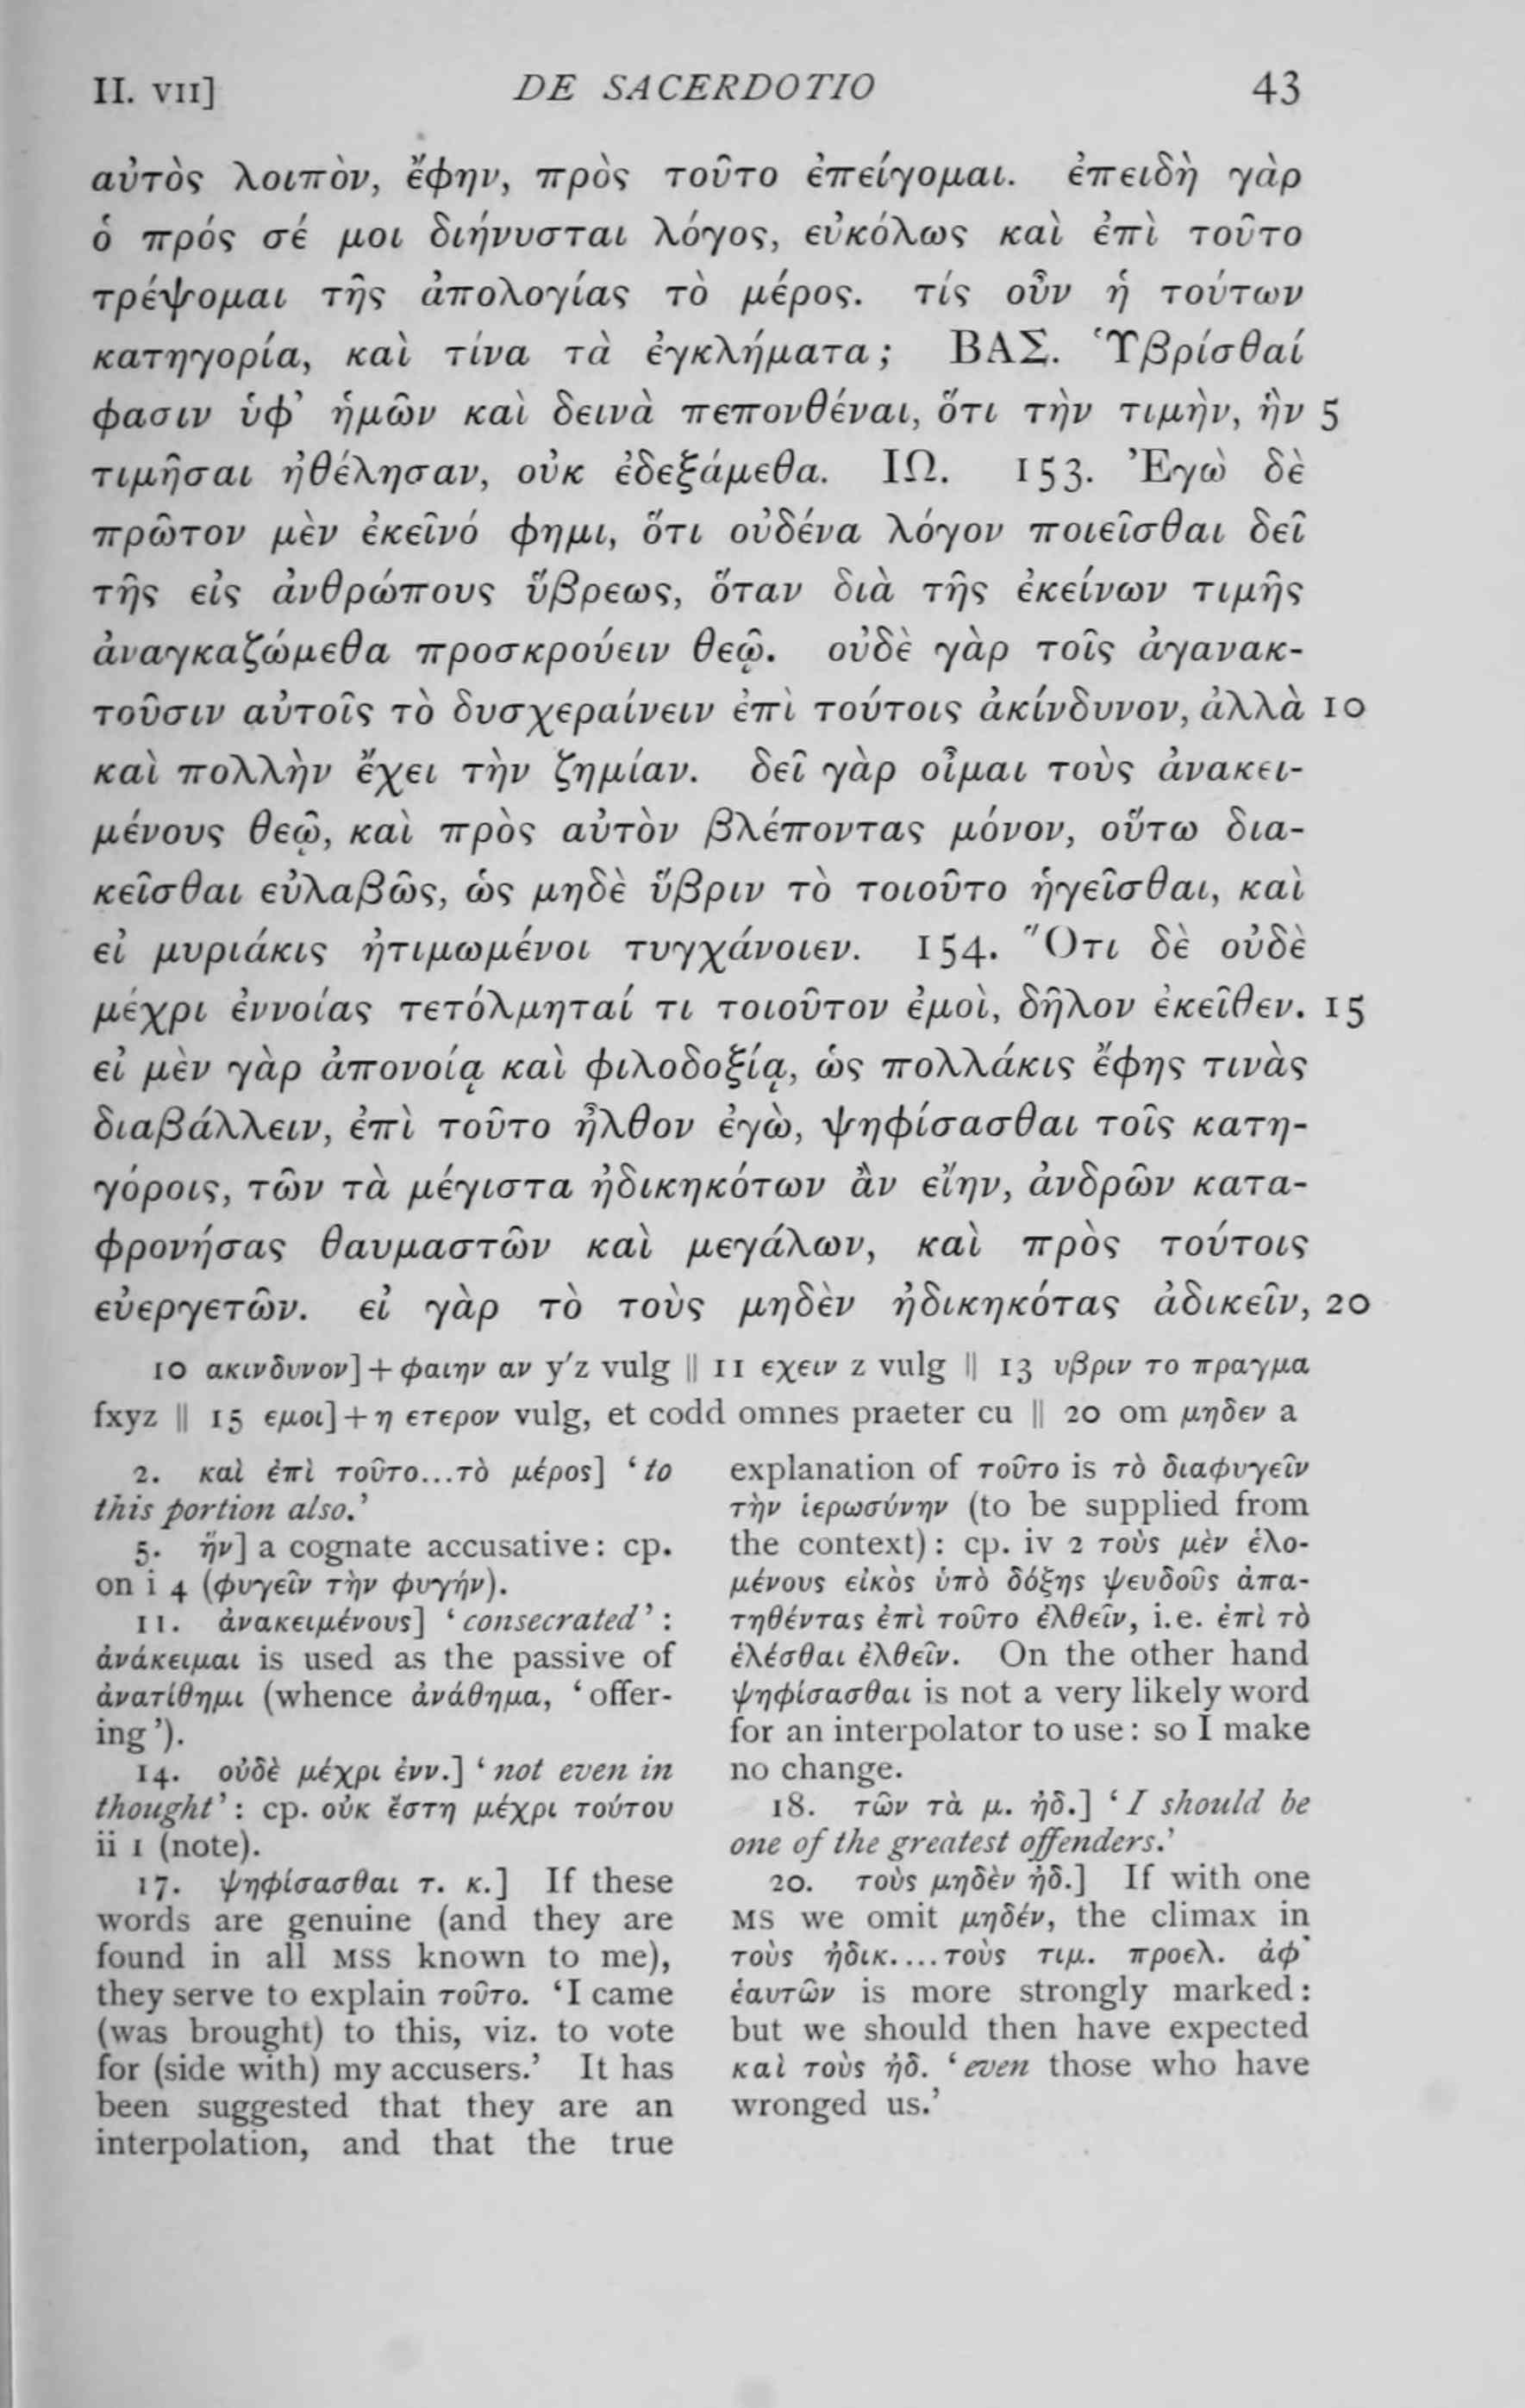 II. VII] DE SACERDOTIO 43
αὐτὸς λοιπὸν, ἔφην, πρὸς τοῦτο ἐπείγομαι. ἐπειδὴ γὰρ
ὁ πρός σέ μοι διήνυσται λόγος, εὐκόλως καὶ ἐπὶ τοῦτο
τρέψομαι τῆς ἀπολογίας τὸ μέρος. τίς οὖν ἡ τούτων
κατηγορία, καὶ τίνα τὰ ἐγκλήματα; ΒΑΣ. Ὑβρίσθαί
φασιν ὑφ’ ἡμῶν καὶ δεινὰ πεπονθέναι, ὅτι τὴν τιμὴν, ἣν 5
τιμῆσαι ἠθέλησαν, οὐκ ἐδεξάμεθα. ΙΩ. 153. Ἐγὼ δὲ
πρῶτον μὲν ἐκεῖνό φημι, ὅτι οὐδένα λόγον ποιεῖσθαι δεῖ
τῆς εἰς ἀνθρώπους ὕβρεως, ὅταν διὰ τῆς ἐκείνων τιμῆς
ἀναγκαζώμεθα προσκρούειν θεῷ. οὐδὲ γὰρ τοῖς ἀγανακ-
τοῦσιν αὐτοῖς τὸ δυσχεραίνειν ἐπὶ τούτοις ἀκίνδυνον, ἀλλὰ 10
καὶ πολλὴν ἔχει τὴν ζημίαν. δεῖ γὰρ οἶμαι τοὺς ἀνακει-
μένους θεῷ, καὶ πρὸς αὐτὸν βλέποντας μόνον, οὕτω δια-
κεῖσθαι εὐλαβῶς, ὡς μηδὲ ὕβριν τὸ τοιοῦτο ἡγεῖσθαι, καὶ
εἰ μυριάκις ἠτιμωμένοι τυγχάνοιεν. 154. Ὅτι δὲ οὐδὲ
μέχρι ἐννοίας τετόλμηταί τι τοιοῦτον ἐμοὶ, δῆλον ἐκεῖθεν. 15
εἰ μὲν γὰρ ἀπονοίᾳ καὶ φιλοδοξίᾳ, ὡς πολλάκις ἔφης τινὰς
διαβάλλειν, ἐπὶ τοῦτο ἦλθον ἐγὼ, ψηφίσασθαι τοῖς κατη-
γόροις, τῶν τὰ μέγιστα ἠδικηκότων ἂν εἴην, ἀνδρῶν κατα-
φρονήσας θαυμαστῶν καὶ μεγάλων, καὶ πρὸς τούτοις
εὐεργετῶν. εἰ γὰρ τὸ τοὺς μηδὲν ἠδικηκότας ἀδικεῖν, 20
10 ακινδυνον]+φαιην αν y′z vulg || 11 εχειν z vulg || 13 υβριν το πραγμα
fxyz || 15 εμοι]+η ετερον vulg, et codd omnes praeter cu || 20 om μηδεν a
2. καὶ ἐπὶ τοῦτο...τὸ μέρος] ‘to
this portion also.’
5. ἥν] a cognate accusative: cp.
on i 4 (φυγεῖν τὴν φυγήν).
11. ἀνακειμένους] ‘consecrated’:
ἀνάκειμαι is used as the passive of
ἀνατίθημι (whence ἀνάθημα, ‘offer-
ing’).
14. οὐδὲ μέχρι ἐνν.] ‘not even in
thought’: cp. οὐκ ἔστη μέχρι τούτου
ii 1 (note).
17. ψηφίσασθαι τ. κ.] If these
words are genuine (and they are
found in all MSS known to me),
they serve to explain τοῦτο. ‘I came
(was brought) to this, viz. to vote
for (side with) my accusers.’ It has
been suggested that they are an
interpolation, and that the true
explanation of τοῦτο is τὸ διαφυγεῖν
τὴν ἱερωσύνην (to be supplied from
the context): cp. iv 2 τοὺς μὲν ἑλο-
μένους εἰκὸς ὑπὸ δόξης ψευδοῦς ἀπα-
τηθέντας ἐπὶ τοῦτο ἐλθεῖν, i.e. ἐπὶ τὸ
ἑλέσθαι ἐλθεῖν. On the other hand
ψηφίσασθαι is not a very likely word
for an interpolator to use: so I make
no change.
18. τῶν τὰ μ. ἠδ.] ‘I should be
one of the greatest offenders.’
20. τοὺς μηδὲν ἠδ.] If with one
MS we omit μηδέν, the climax in
τοὺς ἠδικ....τοὺς τιμ. προελ. ἀφ’
ἑαυτῶν is more strongly marked:
but we should then have expected
καὶ τοὺς ἠδ. ‘even those who have
wronged us.’